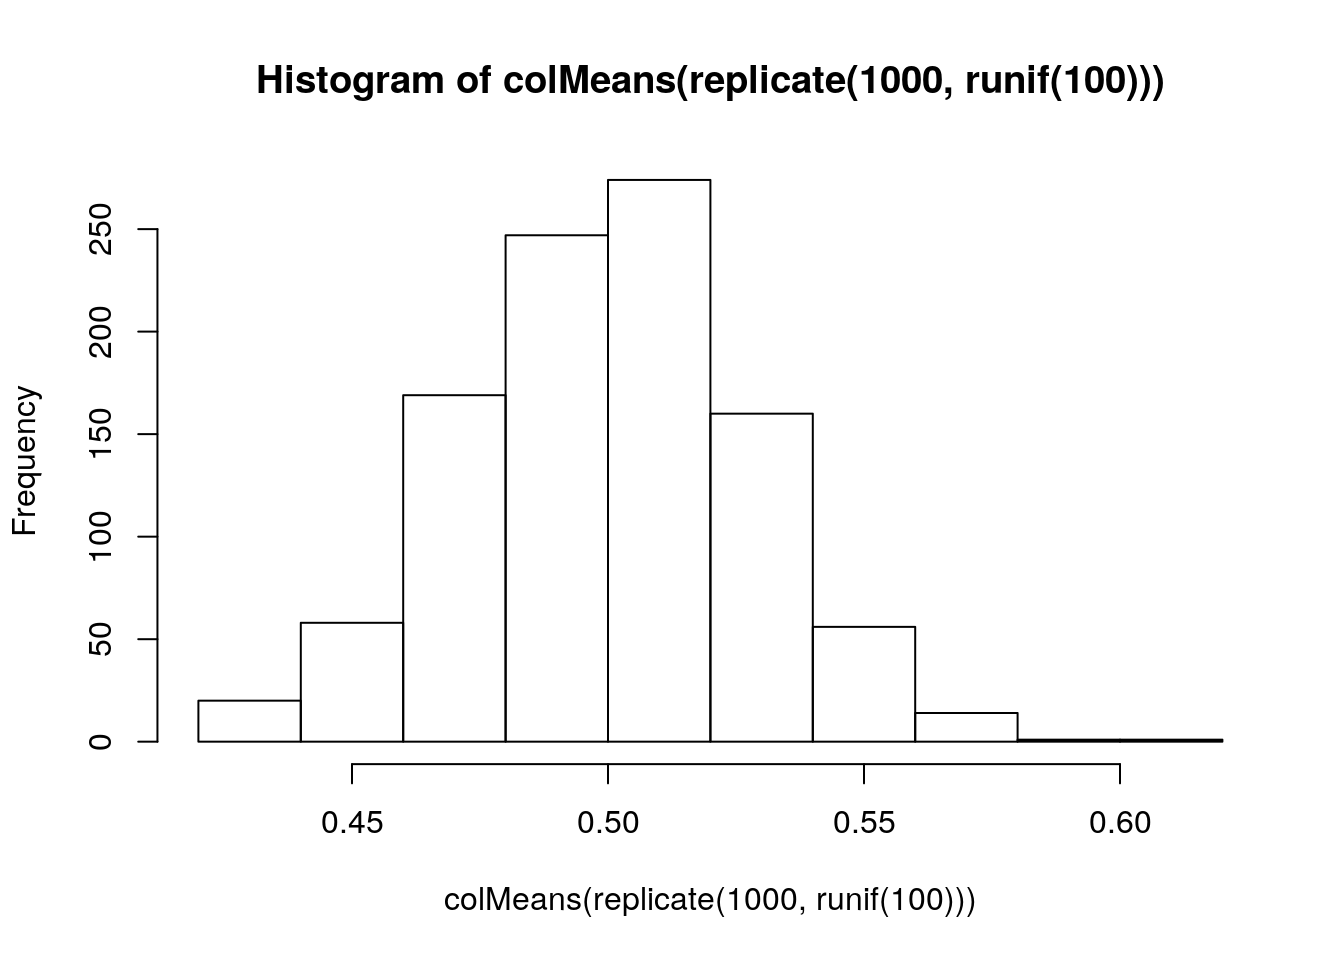 Histogram of colMeans(replicate(1000, runif(100)))
Frequency
250
200
150
100
50
0
0.45 0.50 0.55 0.60
colMeans(replicate(1000, runif(100)))